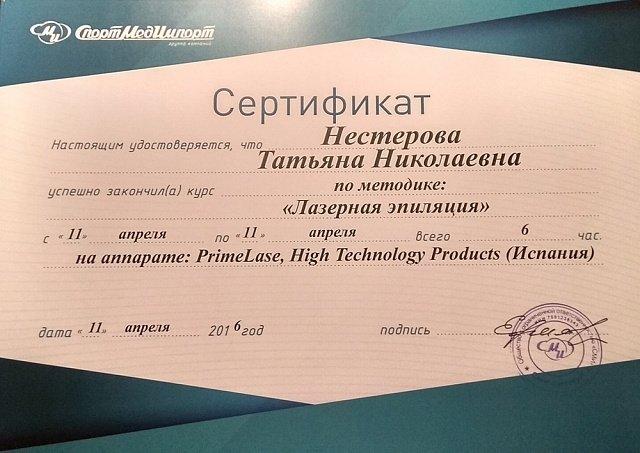 СпортМедИмпорт
группа компаний
Сертификат
Настоящим удостоверяется, что Нестерова
Татьяна Николаевна
успешно закончил(а) курс по методике:
«Лазерная эпиляция»
с «11» апреля по «11» апреля всего 6 час.
на аппарате: PrimeLase, High Technology Products (Испания)
дата «11» апреля 2016 год подпись